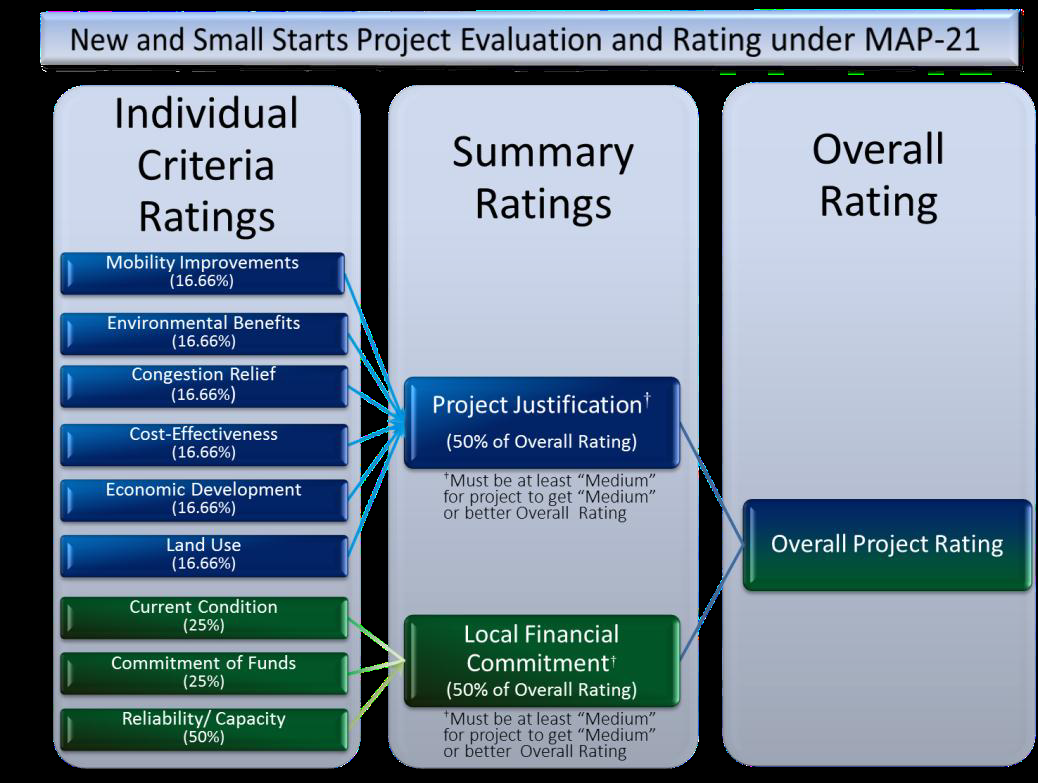 New and Small Starts Project Evaluation and Rating under MAP-21
Individual
Criteria
Ratings
Mobility Improvements
(16.66%)
Environmental Benefits
(16.66%)
Congestion Relief
(16.66%)
Cost-Effectiveness
(16.66%)
Economic Development
(16.66%)
Land Use
(16.66%)
Current Condition
(25%)
Commitment of Funds
(25%)
Reliability/ Capacity
(50%)
Summary
Ratings
Project Justification†
(50% of Overall Rating)
†Must be at least “Medium”
for project to get “Medium”
or better Overall Rating
Local Financial
Commitment†
(50% of Overall Rating)
†Must be at least “Medium”
for project to get “Medium”
or better Overall Rating
Overall
Rating
Overall Project Rating